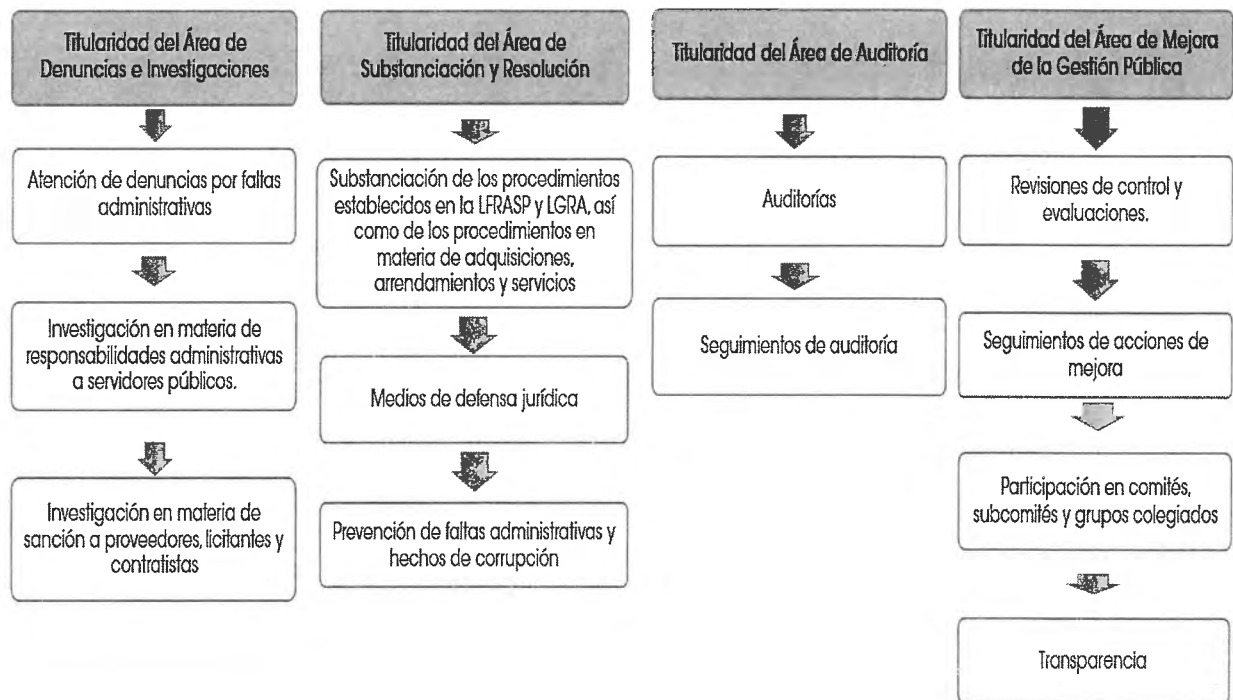 Titularidad del Área de
Denuncias e Investigaciones
Atención de denuncias por faltas
administrativas
Investigación en materia de
responsabilidades administrativas
a servidores públicos.
Investigación en materia de
sanción a proveedores, licitantes y
contratistas
Titularidad del Área de
Substanciación y Resolución
Substanciación de los procedimientos
establecidos en la LFRASP y LGRA, así
como de los procedimientos en
materia de adquisiciones,
arrendamientos y servicios
Medios de defensa jurídica
Prevención de faltas administrativas y
hechos de corrupción
Titularidad del Área de Auditoría
Auditorías
Seguimientos de auditoría
Titularidad del Área de Mejora
de la Gestión Pública
Revisiones de control y
evaluaciones.
Seguimientos de acciones de
mejora
Participación en comités,
subcomités y grupos colegiados
Transparencia